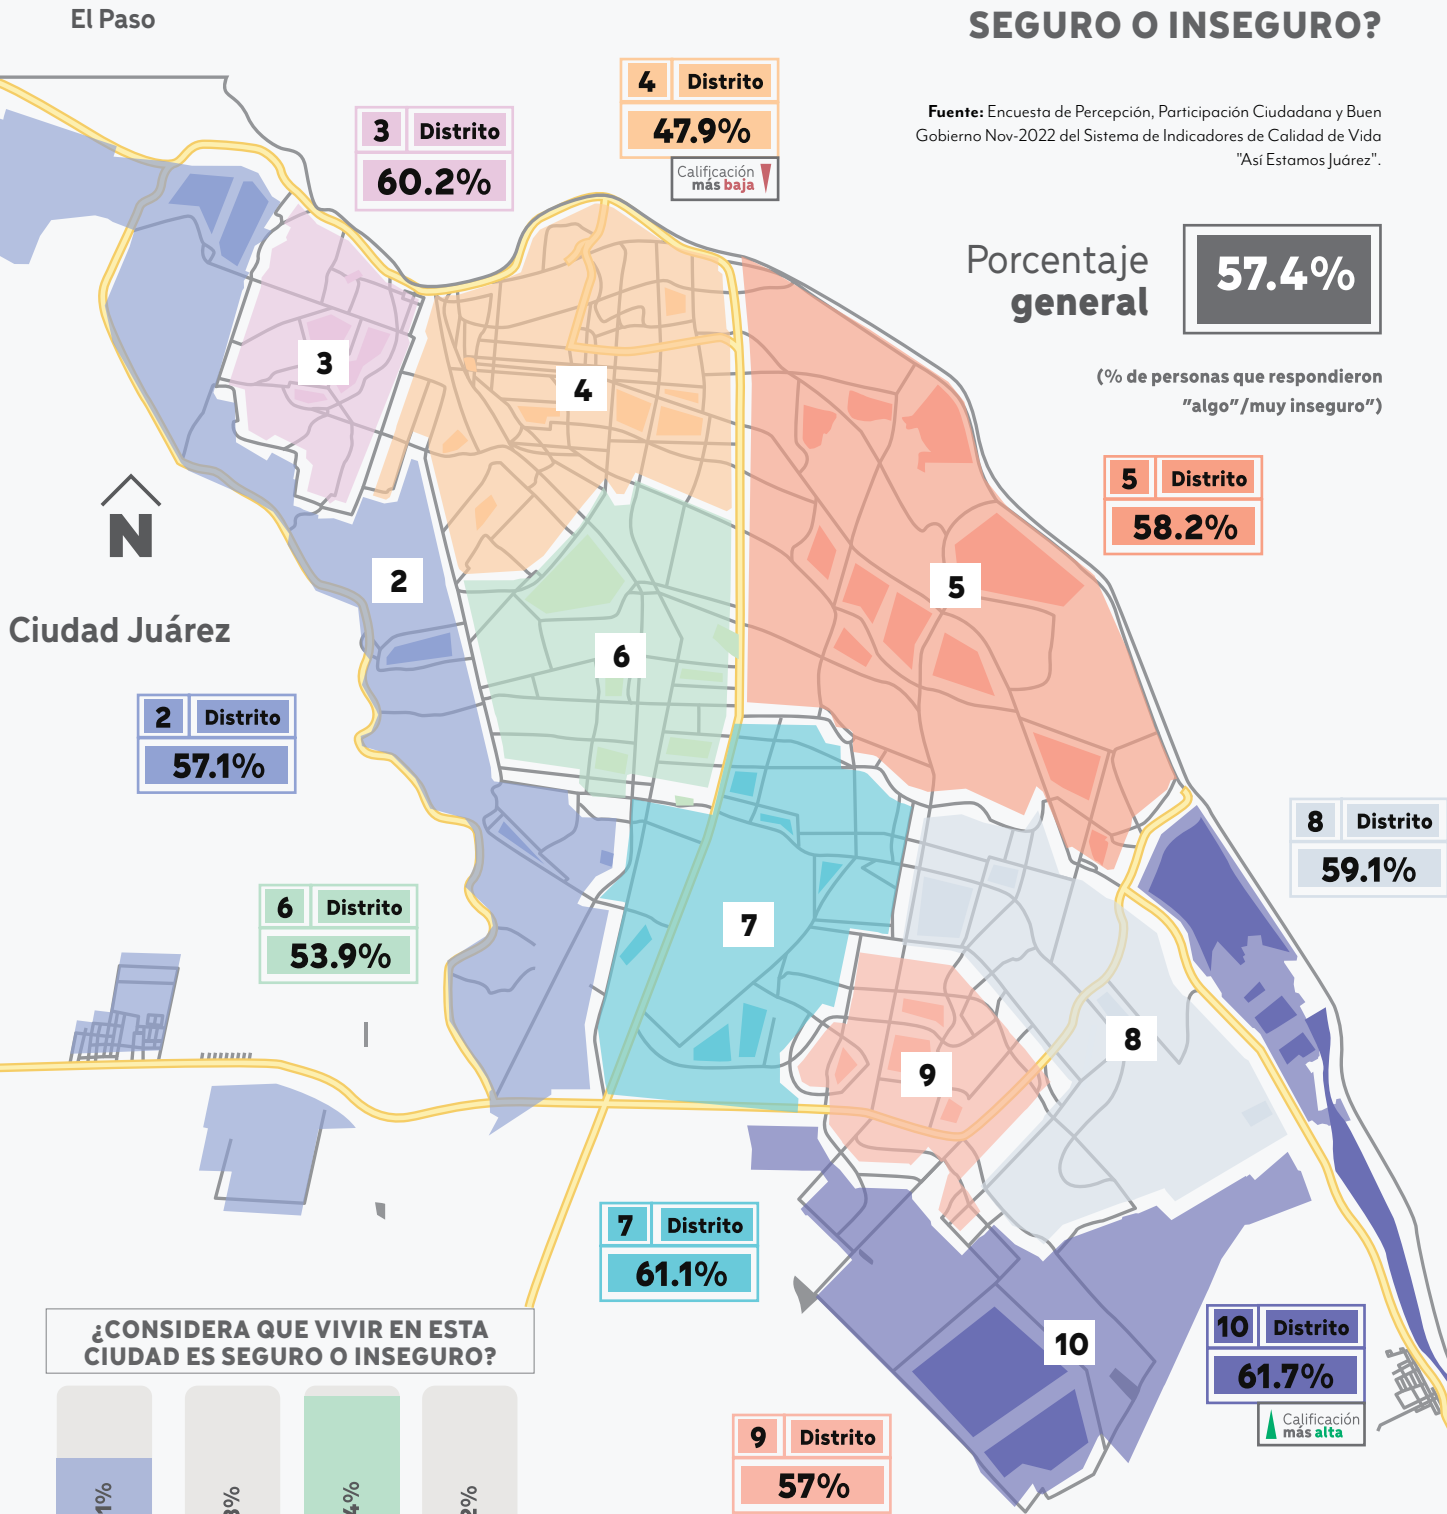 El Paso
SEGURO O INSEGURO?
Fuente: Encuesta de Percepción, Participación Ciudadana y Buen
Gobierno Nov-2022 del Sistema de Indicadores de Calidad de Vida
"Así Estamos Juárez".
4 Distrito
47.9%
Calificación
más baja
3 Distrito
60.2%
Porcentaje
general
57.4%
(% de personas que respondieron
"algo"/muy inseguro")
3
4
5 Distrito
58.2%
N
2
5
Ciudad Juárez
6
2 Distrito
57.1%
8 Distrito
59.1%
6 Distrito
53.9%
7
8
9
7 Distrito
61.1%
10
10 Distrito
61.7%
Calificación
más alta
¿CONSIDERA QUE VIVIR EN ESTA
CIUDAD ES SEGURO O INSEGURO?
9 Distrito
57%